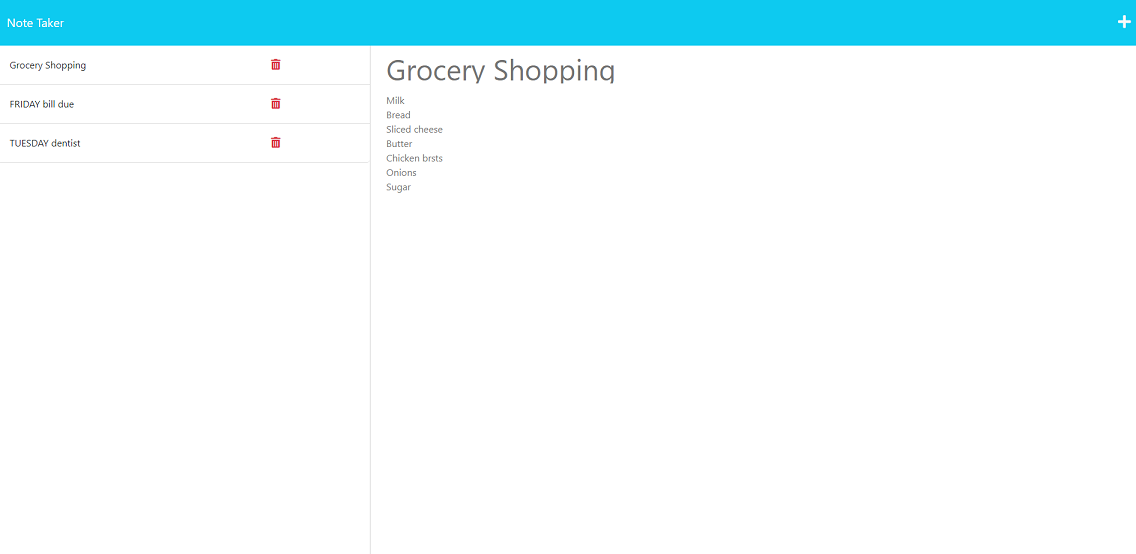 Note Taker
Grocery Shopping
FRIDAY bill due
TUESDAY dentist
Grocery Shopping
Milk
Bread
Sliced cheese
Butter
Chicken brsts
Onions
Sugar